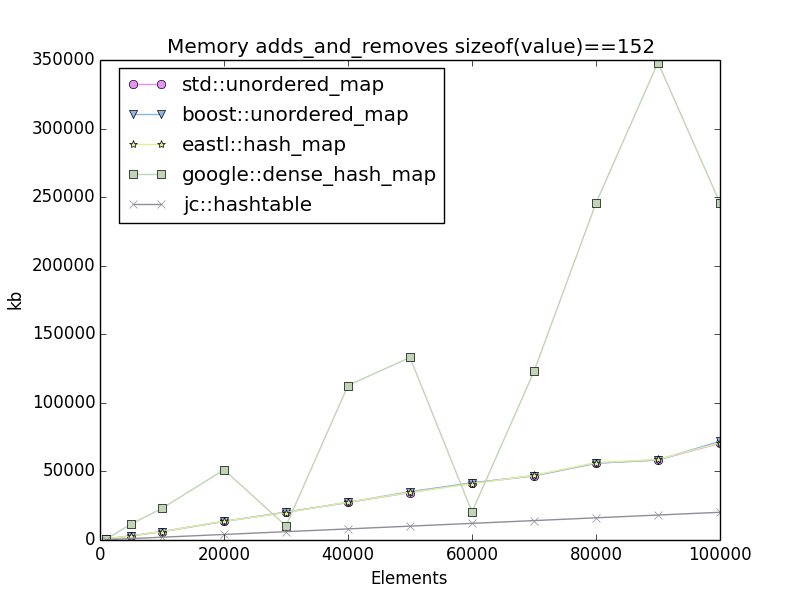 Memory adds_and_removes sizeof(value)==152
350000
300000
250000
200000
150000
100000
50000
0
kb
std::unordered_map
boost::unordered_map
eastl::hash_map
google::dense_hash_map
jc::hashtable
0 20000 40000 60000 80000 100000
Elements